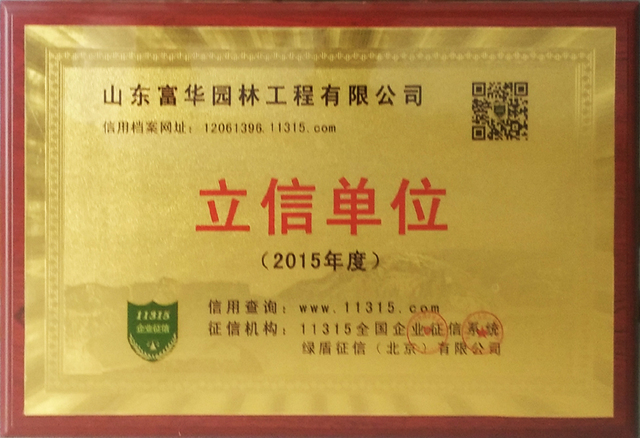 山东富华园林工程有限公司
信用档案网址：12061396.11315.com
立信单位
（2015年度）
11315
企业征信
信用查询：www.11315.com
征信机构：11315全国企业征信系统
绿盾征信（北京）有限公司